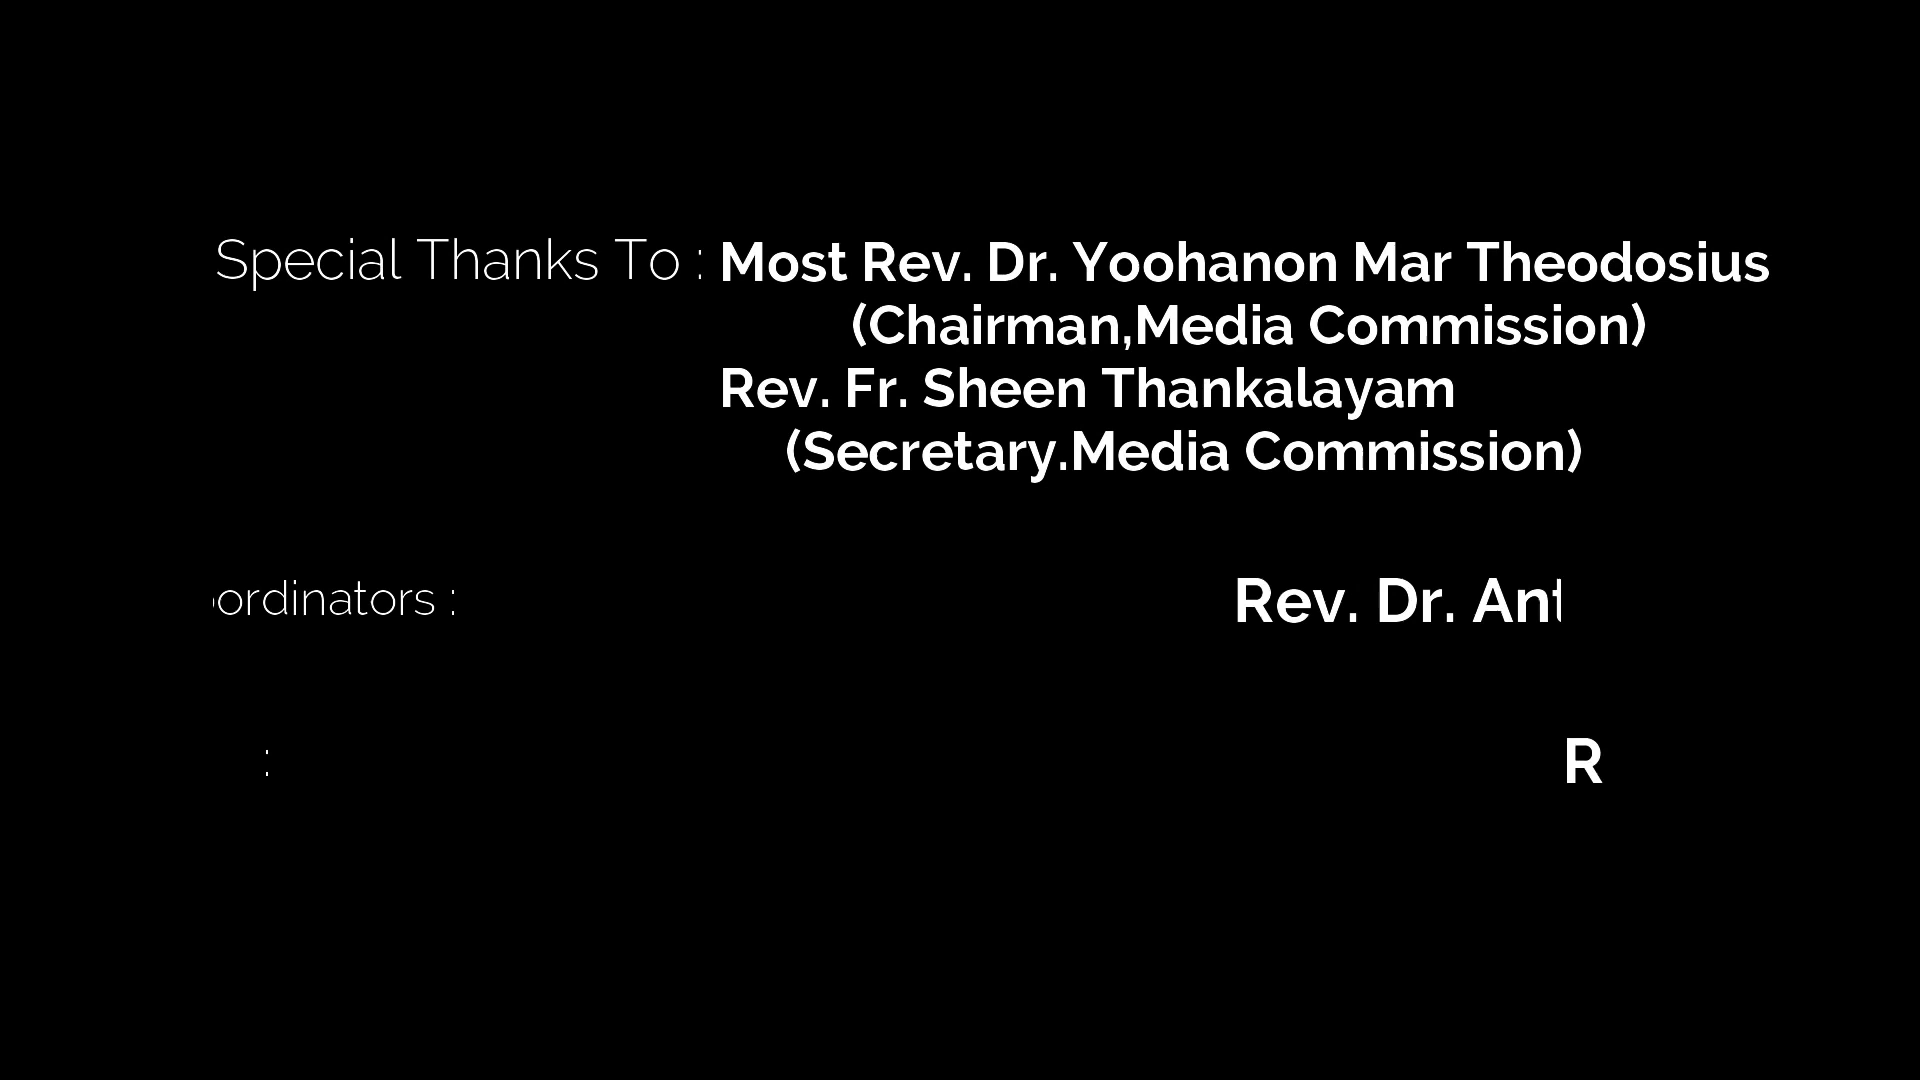 Special Thanks To : Most Rev. Dr. Yoohanon Mar Theodosius
(Chairman,Media Commission)
Rev. Fr. Sheen Thankalayam
(Secretary.Media Commission)
ordinators : Rev. Dr. Ant
: R